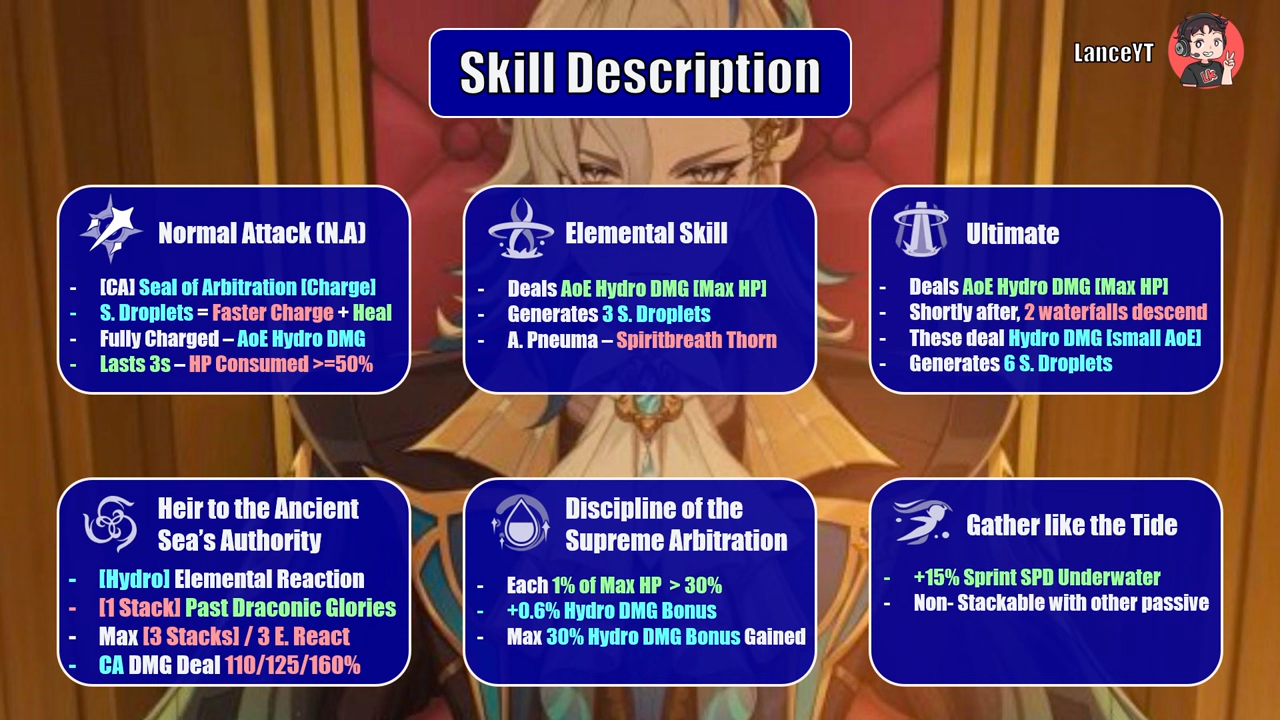 Skill Description
LanceYT
Normal Attack (N.A)
- [CA] Seal of Arbitration [Charge]
- S. Droplets = Faster Charge + Heal
- Fully Charged – AoE Hydro DMG
- Lasts 3s – HP Consumed >=50%
Elemental Skill
- Deals AoE Hydro DMG [Max HP]
- Generates 3 S. Droplets
- A. Pneuma – Spiritbreath Thorn
Ultimate
- Deals AoE Hydro DMG [Max HP]
- Shortly after, 2 waterfalls descend
- These deal Hydro DMG [small AoE]
- Generates 6 S. Droplets
Heir to the Ancient
Sea's Authority
- [Hydro] Elemental Reaction
- [1 Stack] Past Draconic Glories
- Max [3 Stacks] / 3 E. React
- CA DMG Deal 110/125/160%
Discipline of the
Supreme Arbitration
- Each 1% of Max HP > 30%
- +0.6% Hydro DMG Bonus
- Max 30% Hydro DMG Bonus Gained
Gather like the Tide
- +15% Sprint SPD Underwater
- Non- Stackable with other passive